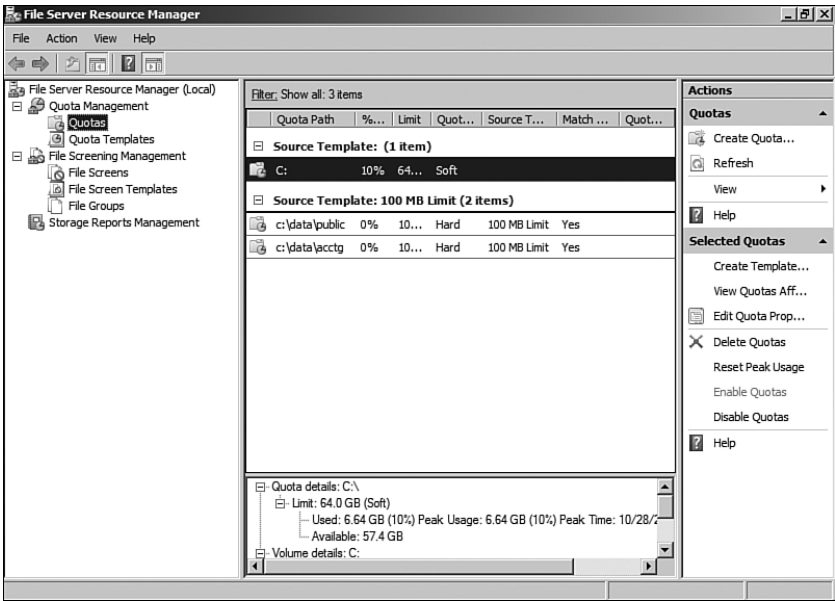 File Server Resource Manager
File Action View Help
File Server Resource Manager (Local)
Quota Management
Quotas
Quota Templates
File Screening Management
File Screens
File Screen Templates
File Groups
Storage Reports Management
Filter: Show all: 3 items
Quota Path %... Limit Quot... Source T... Match ... Quot...
Source Template: (1 item)
C: 10% 64... Soft
Source Template: 100 MB Limit (2 items)
c:\data\public 0% 10... Hard 100 MB Limit Yes
c:\data\acctg 0% 10... Hard 100 MB Limit Yes
Quota details: C:\
Limit: 64.0 GB (Soft)
Used: 6.64 GB (10%) Peak Usage: 6.64 GB (10%) Peak Time: 10/28/2
Available: 57.4 GB
Volume details: C:
Actions
Quotas
Create Quota...
Refresh
View
Help
Selected Quotas
Create Template...
View Quotas Aff...
Edit Quota Prop...
Delete Quotas
Reset Peak Usage
Enable Quotas
Disable Quotas
Help